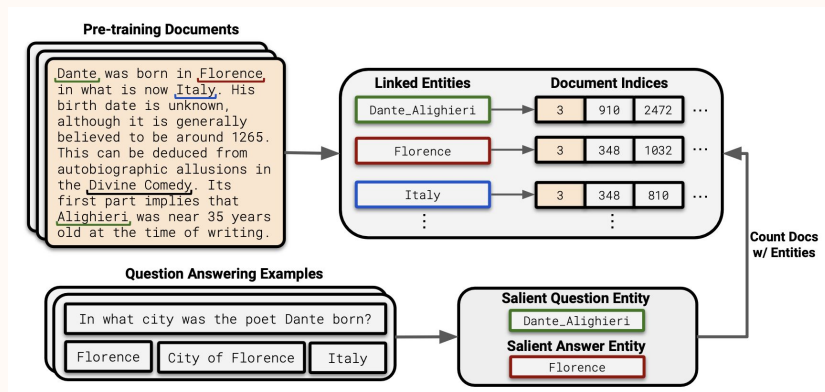 Pre-training Documents
Dante was born in Florence
in what is now Italy. His
birth date is unknown,
although it is generally
believed to be around 1265.
This can be deduced from
autobiographic allusions in
the Divine Comedy. Its
first part implies that
Alighieri was near 35 years
old at the time of writing.
Linked Entities
Document Indices
Dante_Alighieri
3 910 2472 ...
Florence
3 348 1032 ...
Italy
3 348 810 ...
Count Docs
w/ Entities
Question Answering Examples
In what city was the poet Dante born?
Florence
City of Florence
Italy
Salient Question Entity
Dante_Alighieri
Salient Answer Entity
Florence